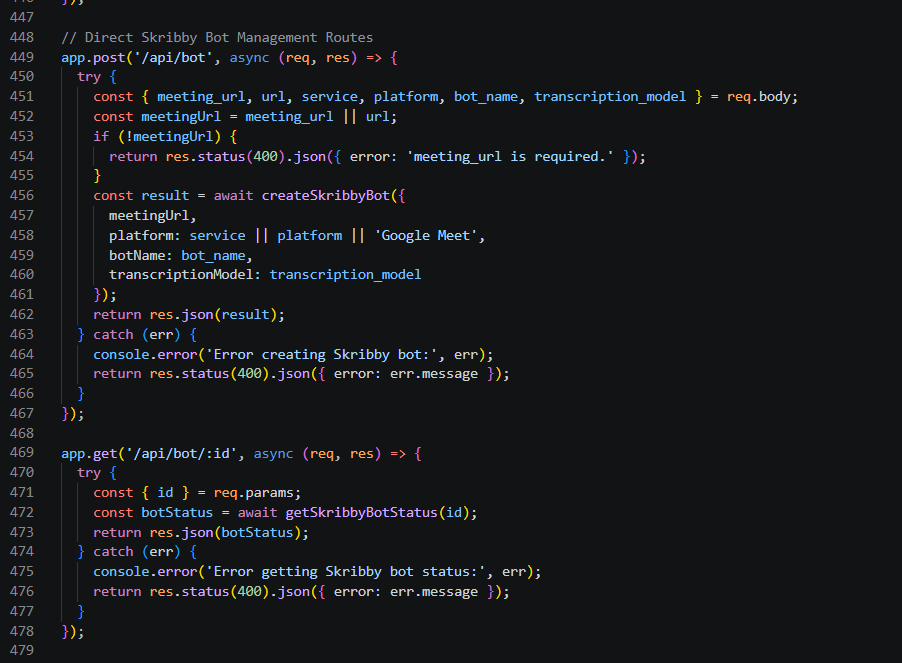 446 });
447
448 // Direct Skribby Bot Management Routes
449 app.post('/api/bot', async (req, res) => {
450   try {
451     const { meeting_url, url, service, platform, bot_name, transcription_model } = req.body;
452     const meetingUrl = meeting_url || url;
453     if (!meetingUrl) {
454       return res.status(400).json({ error: 'meeting_url is required.' });
455     }
456     const result = await createSkribbyBot({
457       meetingUrl,
458       platform: service || platform || 'Google Meet',
459       botName: bot_name,
460       transcriptionModel: transcription_model
461     });
462     return res.json(result);
463   } catch (err) {
464     console.error('Error creating Skribby bot:', err);
465     return res.status(400).json({ error: err.message });
466   }
467 });
468
469 app.get('/api/bot/:id', async (req, res) => {
470   try {
471     const { id } = req.params;
472     const botStatus = await getSkribbyBotStatus(id);
473     return res.json(botStatus);
474   } catch (err) {
475     console.error('Error getting Skribby bot status:', err);
476     return res.status(400).json({ error: err.message });
477   }
478 });
479